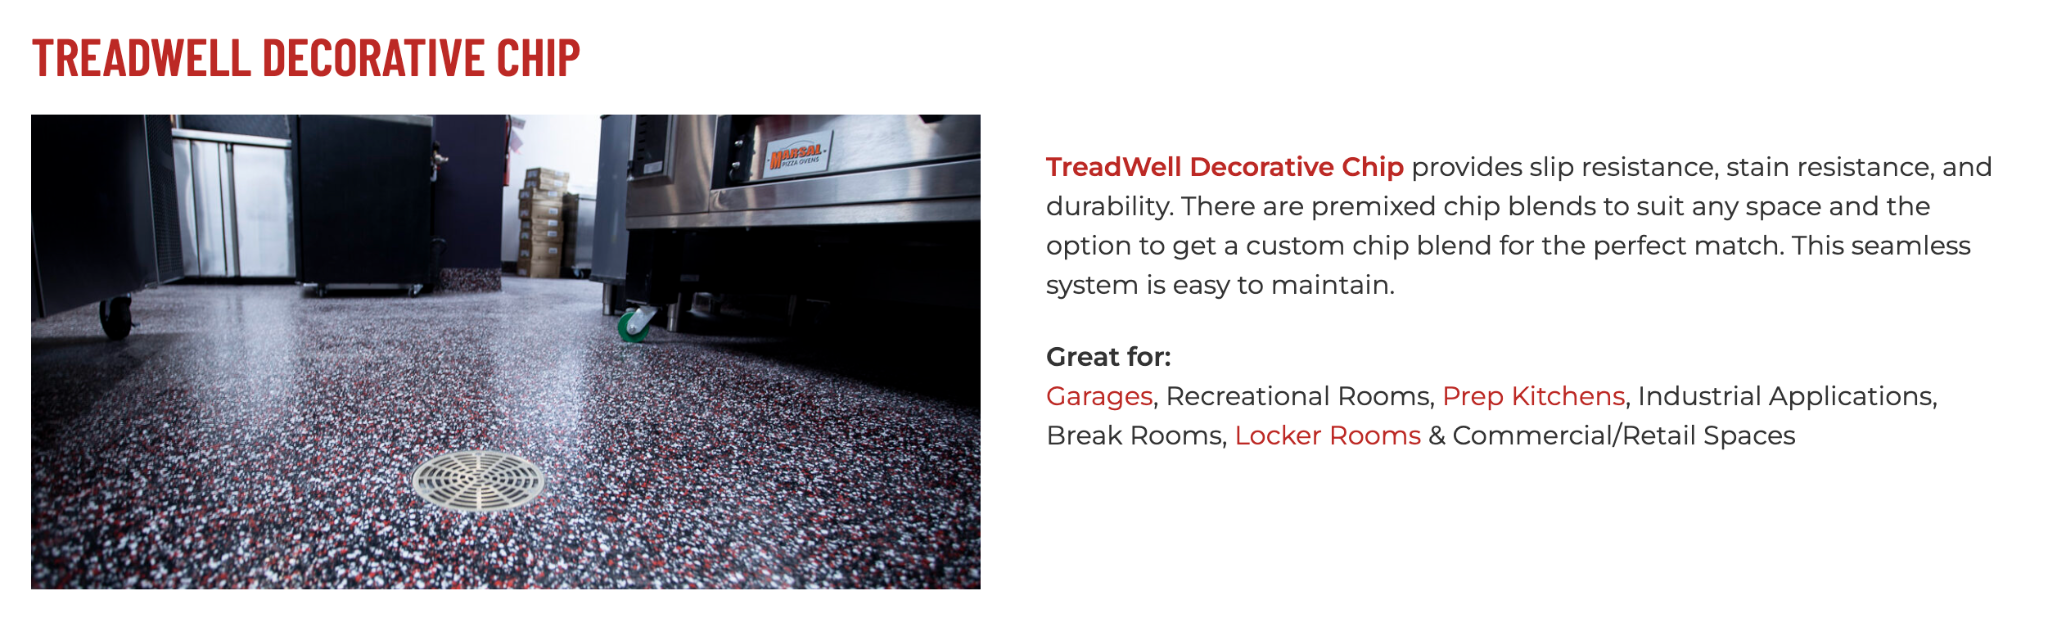 TREADWELL DECORATIVE CHIP
MARSAL
PIZZA OVENS
TreadWell Decorative Chip provides slip resistance, stain resistance, and
durability. There are premixed chip blends to suit any space and the
option to get a custom chip blend for the perfect match. This seamless
system is easy to maintain.
Great for:
Garages, Recreational Rooms, Prep Kitchens, Industrial Applications,
Break Rooms, Locker Rooms & Commercial/Retail Spaces